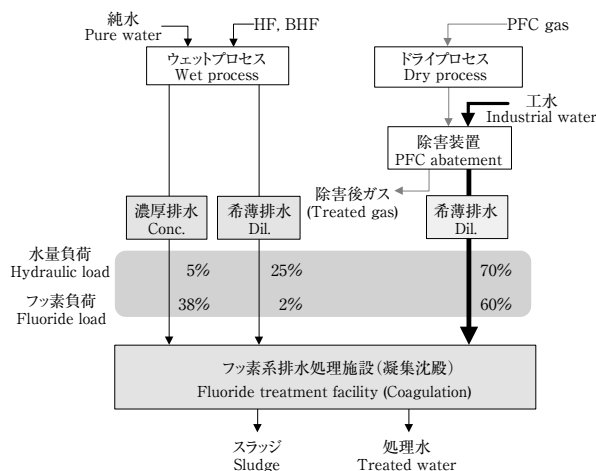 純水
Pure water
HF, BHF
PFC gas
ウェットプロセス
Wet process
ドライプロセス
Dry process
工水
Industrial water
除害装置
PFC abatement
除害後ガス
(Treated gas)
濃厚排水
Conc.
希薄排水
Dil.
希薄排水
Dil.
水量負荷
Hydraulic load
5%
25%
70%
フッ素負荷
Fluoride load
38%
2%
60%
フッ素系排水処理施設(凝集沈殿)
Fluoride treatment facility (Coagulation)
スラッジ
Sludge
処理水
Treated water